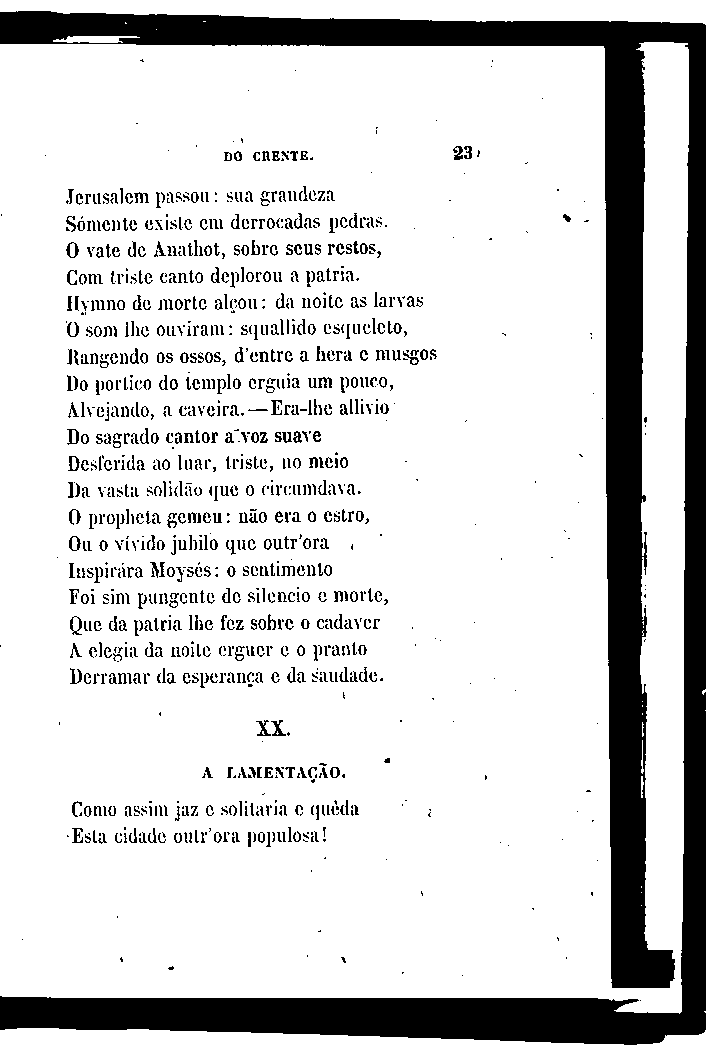 DO CRENTE. 23
Jerusalem passou: sua grandeza
Sómente existe em derrocadas pedras.
O vate de Anathot, sobre seus restos,
Com triste canto deplorou a patria.
Hymno de morte alçou: da noite as larvas
O som lhe ouviram: squallido esqueleto,
Rangendo os ossos, d'entre a hera e musgos
Do portico do templo erguia um pouco,
Alvejando, a caveira.—Era-lhe allivio
Do sagrado cantor a voz suave
Desferida ao luar, triste, no meio
Da vasta solidão que o circumdava.
O propheta gemeu: não era o estro,
Ou o vívido jubilo que outr'ora
Inspirára Moysés: o sentimento
Foi sim pungente de silencio e morte,
Que da patria lhe fez sobre o cadaver
A elegia da noite erguer e o pranto
Derramar da esperança e da saudade.
XX.
A LAMENTAÇÃO.
Como assim jaz e solitaria e quéda
Esta cidade outr'ora populosa!